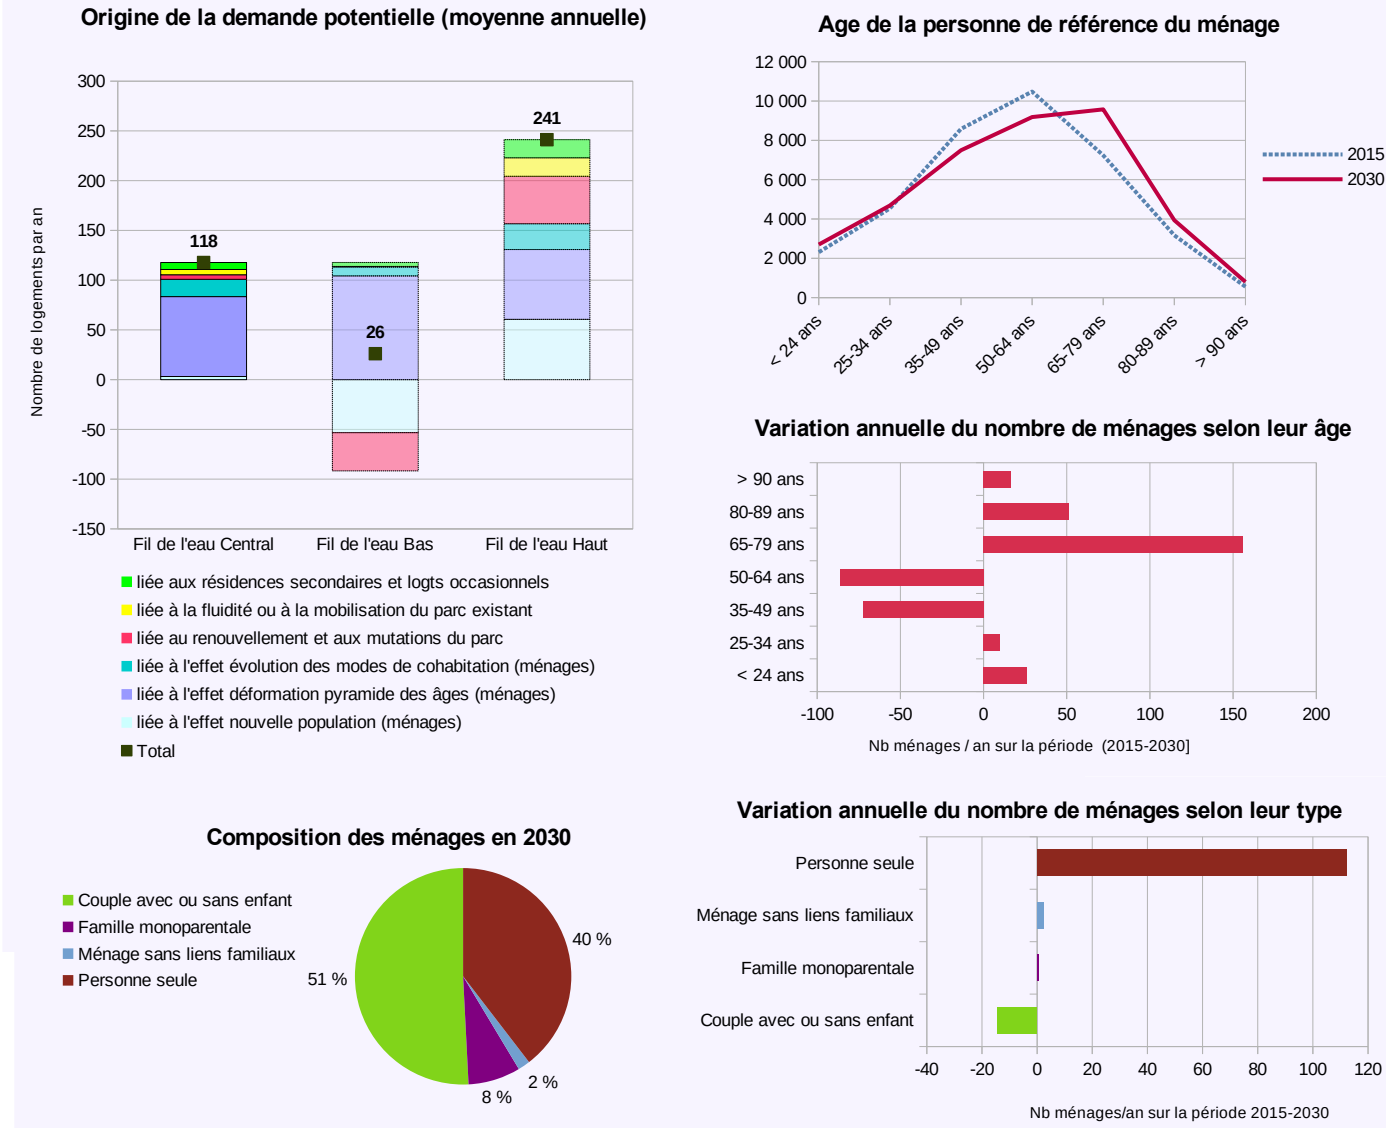 Origine de la demande potentielle (moyenne annuelle)
Nombre de logements par an
300
250
200
150
100
50
0
-50
-100
-150
118
26
241
Fil de l'eau Central
Fil de l'eau Bas
Fil de l'eau Haut
liée aux résidences secondaires et logts occasionnels
liée à la fluidité ou à la mobilisation du parc existant
liée au renouvellement et aux mutations du parc
liée à l'effet évolution des modes de cohabitation (ménages)
liée à l'effet déformation pyramide des âges (ménages)
liée à l'effet nouvelle population (ménages)
Total
Age de la personne de référence du ménage
12 000
10 000
8 000
6 000
4 000
2 000
0
< 24 ans
25-34 ans
35-49 ans
50-64 ans
65-79 ans
80-89 ans
> 90 ans
2015
2030
Variation annuelle du nombre de ménages selon leur âge
> 90 ans
80-89 ans
65-79 ans
50-64 ans
35-49 ans
25-34 ans
< 24 ans
-100 -50 0 50 100 150 200
Nb ménages / an sur la période (2015-2030]
Composition des ménages en 2030
Couple avec ou sans enfant
Famille monoparentale
Ménage sans liens familiaux
Personne seule
40 %
51 %
2 %
8 %
Variation annuelle du nombre de ménages selon leur type
Personne seule
Ménage sans liens familiaux
Famille monoparentale
Couple avec ou sans enfant
-40 -20 0 20 40 60 80 100 120
Nb ménages/an sur la période 2015-2030